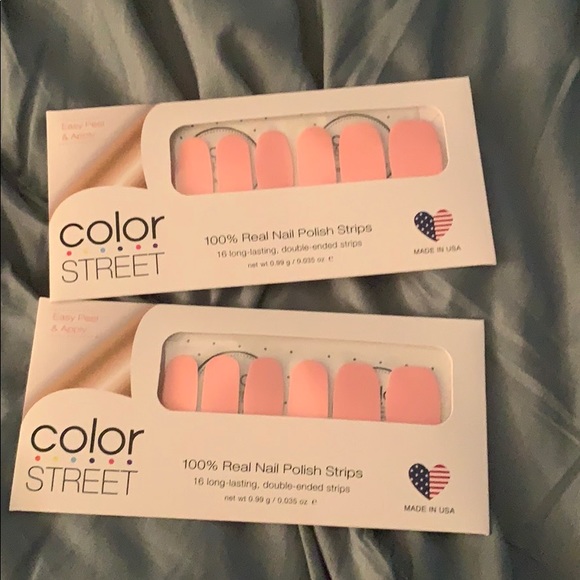 Easy Peel
& Apply
color
STREET
100% Real Nail Polish Strips
16 long-lasting, double-ended strips
net wt 0.99 g / 0.035 oz ℮
MADE IN USA
Easy Peel
& Apply
color
STREET
100% Real Nail Polish Strips
16 long-lasting, double-ended strips
net wt 0.99 g / 0.035 oz ℮
MADE IN USA